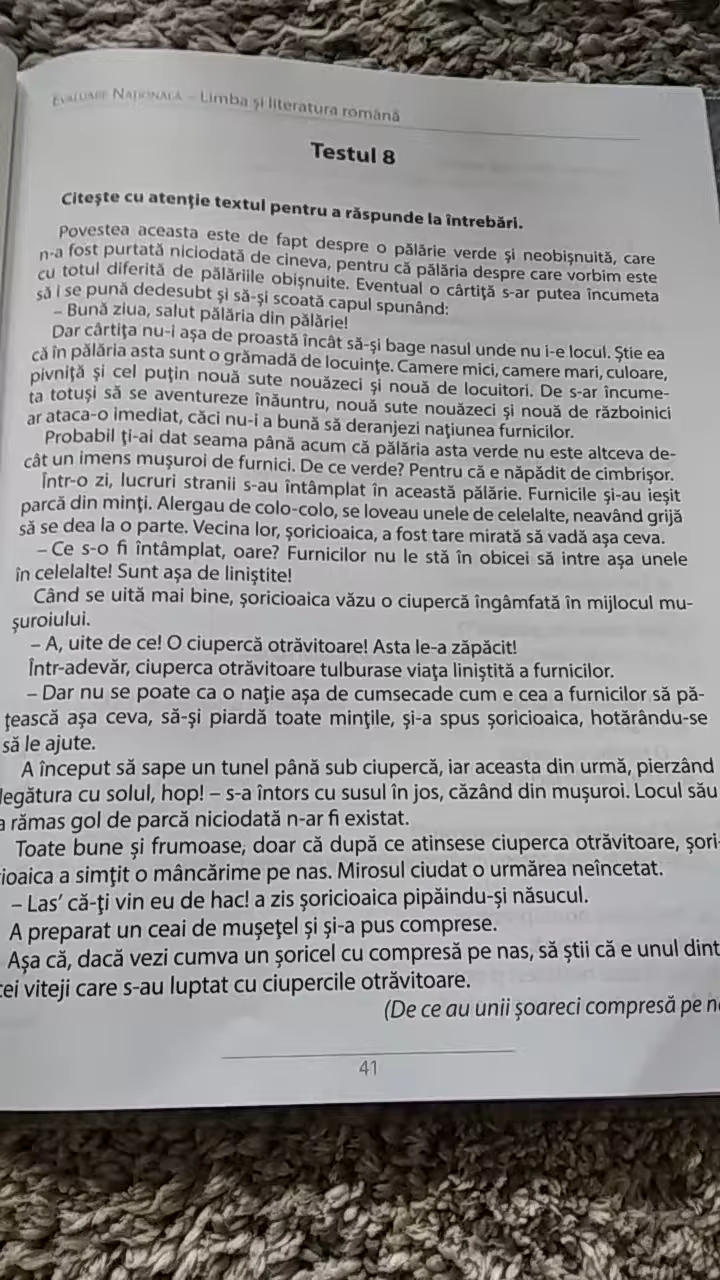 EVALUARE NAȚIONALĂ – Limba și literatura română
Testul 8
Citește cu atenție textul pentru a răspunde la întrebări.
Povestea aceasta este de fapt despre o pălărie verde și neobișnuită, care
n-a fost purtată niciodată de cineva, pentru că pălăria despre care vorbim este
cu totul diferită de pălăriile obișnuite. Eventual o cârtiță s-ar putea încumeta
să i se pună dedesubt și să-și scoată capul spunând:
– Bună ziua, salut pălăria din pălărie!
Dar cârtița nu-i așa de proastă încât să-și bage nasul unde nu i-e locul. Știe ea
că în pălăria asta sunt o grămadă de locuințe. Camere mici, camere mari, culoare,
pivniță și cel puțin nouă sute nouăzeci și nouă de locuitori. De s-ar încume-
ta totuși să se aventureze înăuntru, nouă sute nouăzeci și nouă de războinici
ar ataca-o imediat, căci nu-i a bună să deranjezi națiunea furnicilor.
Probabil ți-ai dat seama până acum că pălăria asta verde nu este altceva de-
cât un imens mușuroi de furnici. De ce verde? Pentru că e năpădit de cimbrișor.
Într-o zi, lucruri stranii s-au întâmplat în această pălărie. Furnicile și-au ieșit
parcă din minți. Alergau de colo-colo, se loveau unele de celelalte, neavând grijă
să se dea la o parte. Vecina lor, șoricioaica, a fost tare mirată să vadă așa ceva.
– Ce s-o fi întâmplat, oare? Furnicilor nu le stă în obicei să intre așa unele
în celelalte! Sunt așa de liniștite!
Când se uită mai bine, șoricioaica văzu o ciupercă îngâmfată în mijlocul mu-
șuroiului.
– A, uite de ce! O ciupercă otrăvitoare! Asta le-a zăpăcit!
Într-adevăr, ciuperca otrăvitoare tulburase viața liniștită a furnicilor.
– Dar nu se poate ca o nație așa de cumsecade cum e cea a furnicilor să pă-
țească așa ceva, să-și piardă toate mințile, și-a spus șoricioaica, hotărându-se
să le ajute.
A început să sape un tunel până sub ciupercă, iar aceasta din urmă, pierzând
legătura cu solul, hop! – s-a întors cu susul în jos, căzând din mușuroi. Locul său
a rămas gol de parcă niciodată n-ar fi existat.
Toate bune și frumoase, doar că după ce atinsese ciuperca otrăvitoare, șori-
cioaica a simțit o mâncărime pe nas. Mirosul ciudat o urmărea neîncetat.
– Las' că-ți vin eu de hac! a zis șoricioaica pipăindu-și năsucul.
A preparat un ceai de mușețel și și-a pus comprese.
Așa că, dacă vezi cumva un șoricel cu compresă pe nas, să știi că e unul dint
cei viteji care s-au luptat cu ciupercile otrăvitoare.
(De ce au unii șoareci compresă pe
41